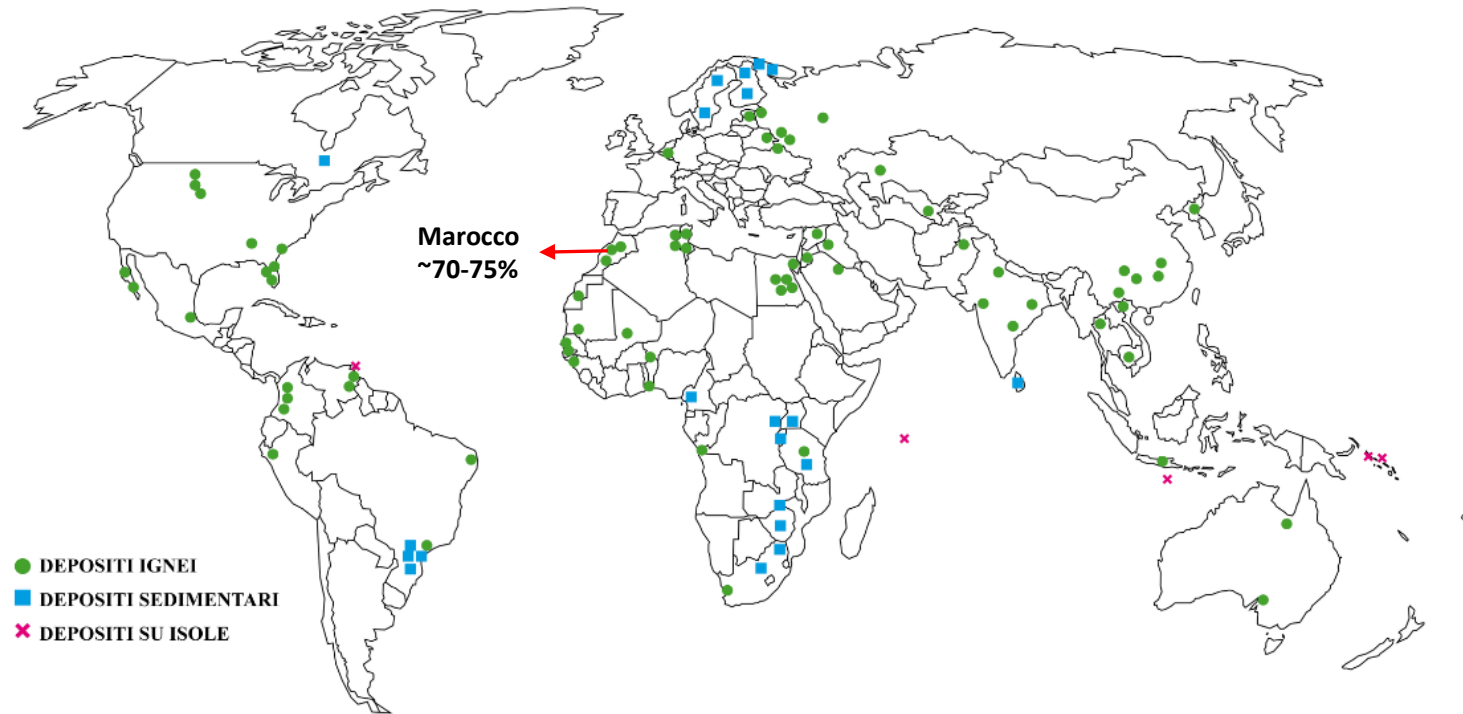 Marocco
~70-75%
DEPOSITI IGNEI
DEPOSITI SEDIMENTARI
DEPOSITI SU ISOLE